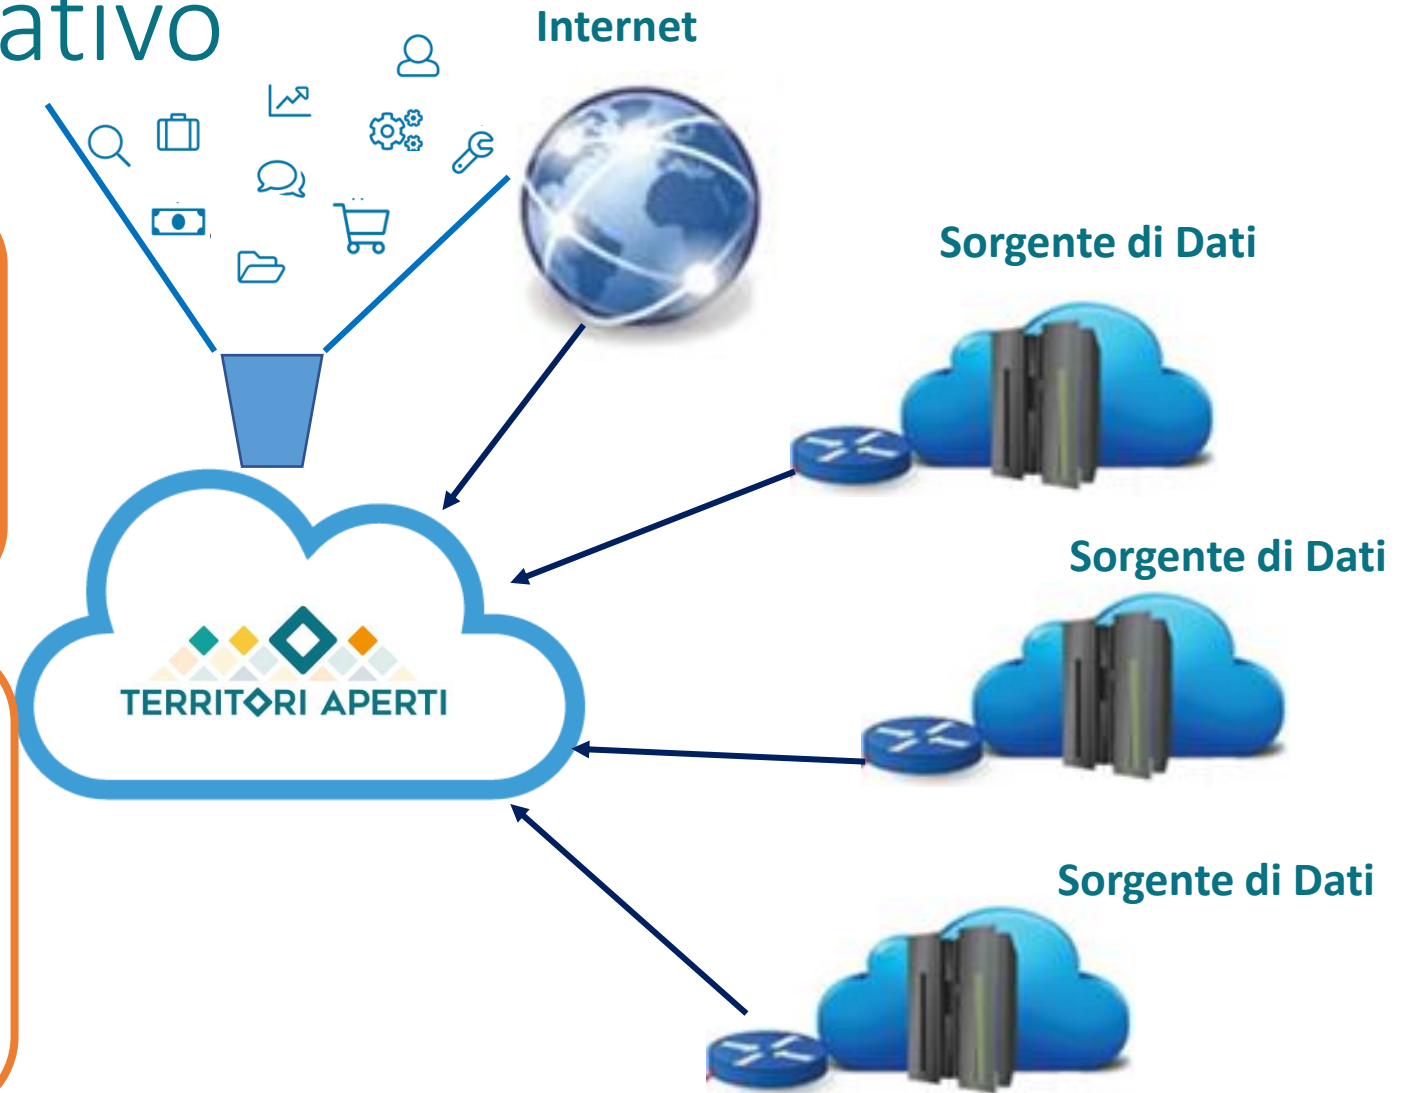 ativo
Internet
Sorgente di Dati
Sorgente di Dati
TERRITORI APERTI
Sorgente di Dati